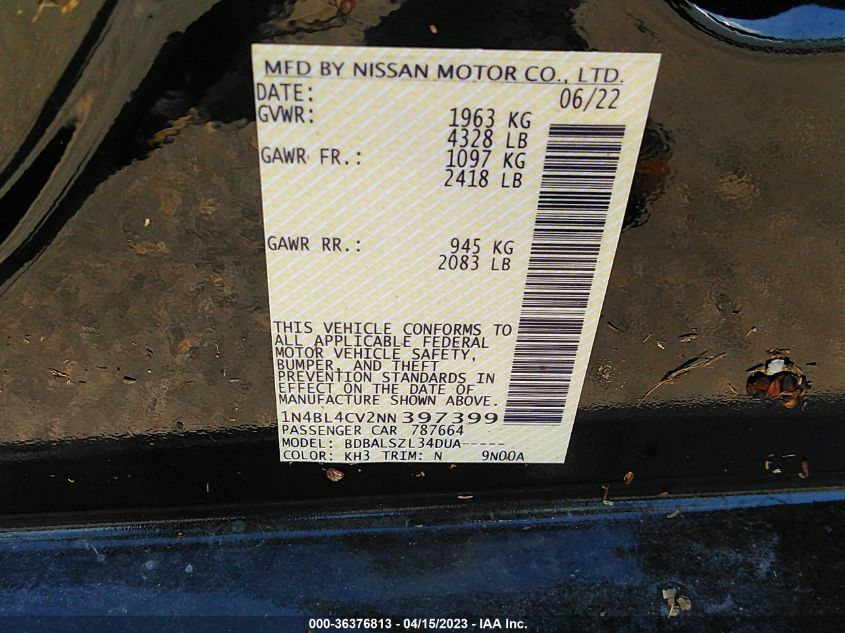 MFD BY NISSAN MOTOR CO., LTD.
DATE: 06/22
GVWR: 1963 KG
4328 LB
GAWR FR.: 1097 KG
2418 LB
GAWR RR.: 945 KG
2083 LB
THIS VEHICLE CONFORMS TO
ALL APPLICABLE FEDERAL
MOTOR VEHICLE SAFETY,
BUMPER, AND THEFT
PREVENTION STANDARDS IN
EFFECT ON THE DATE OF
MANUFACTURE SHOWN ABOVE.
1N4BL4CV2NN397399
PASSENGER CAR 787664
MODEL: BDBALSZL34DUA-----
COLOR: KH3 TRIM: N 9N00A
000-36376813 - 04/15/2023 - IAA Inc.